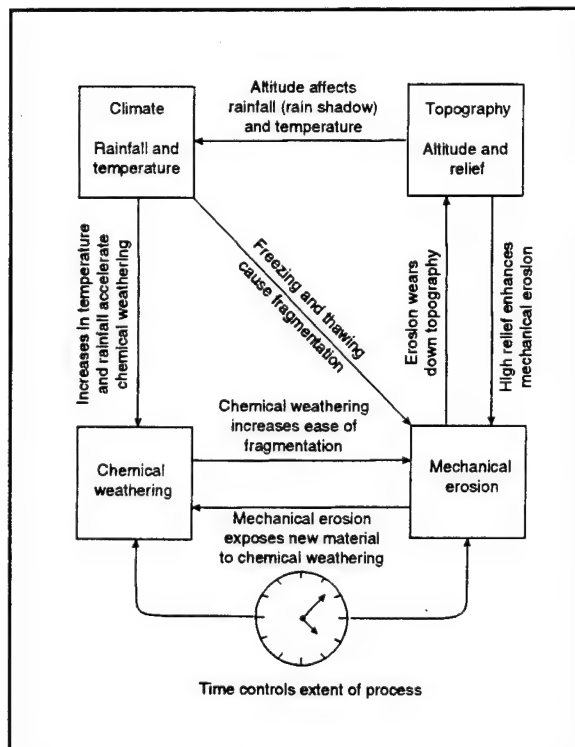 Climate
Rainfall and
temperature
Altitude affects
rainfall (rain shadow)
and temperature
Topography
Altitude and
relief
Increases in temperature
and rainfall accelerate
chemical weathering
Freezing and thawing
cause fragmentation
Erosion wears
down topography
High relief enhances
mechanical erosion
Chemical weathering
increases ease of
fragmentation
Chemical
weathering
Mechanical
erosion
Mechanical erosion
exposes new material
to chemical weathering
Time controls extent of process